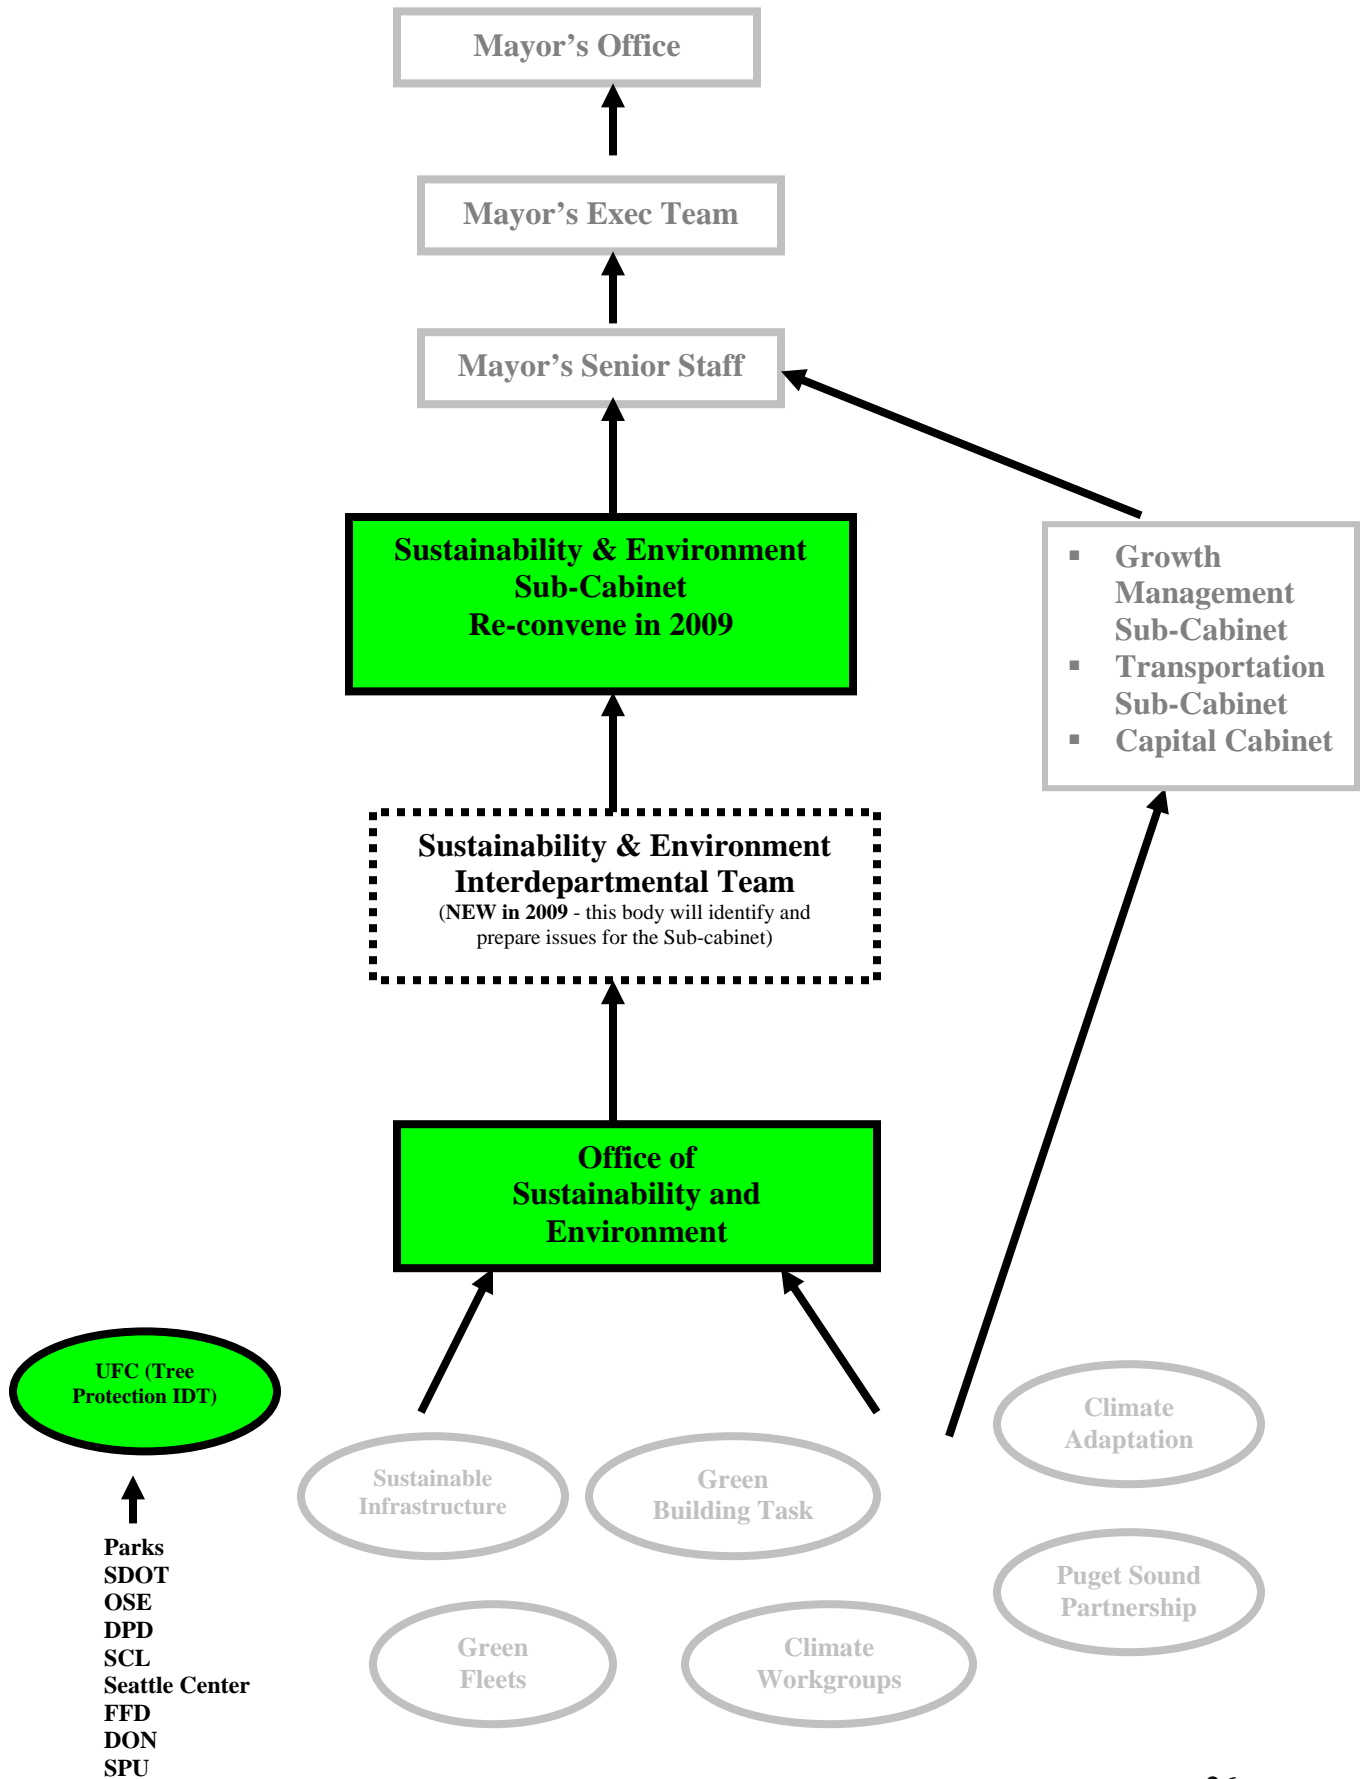 Mayor’s Office
Mayor’s Exec Team
Mayor’s Senior Staff
Sustainability & Environment
Sub-Cabinet
Re-convene in 2009
▪ Growth
Management
Sub-Cabinet
▪ Transportation
Sub-Cabinet
▪ Capital Cabinet
Sustainability & Environment
Interdepartmental Team
(NEW in 2009 - this body will identify and
prepare issues for the Sub-cabinet)
Office of
Sustainability and
Environment
UFC (Tree
Protection IDT)
Parks
SDOT
OSE
DPD
SCL
Seattle Center
FFD
DON
SPU
Sustainable
Infrastructure
Green
Building Task
Climate
Adaptation
Green
Fleets
Climate
Workgroups
Puget Sound
Partnership